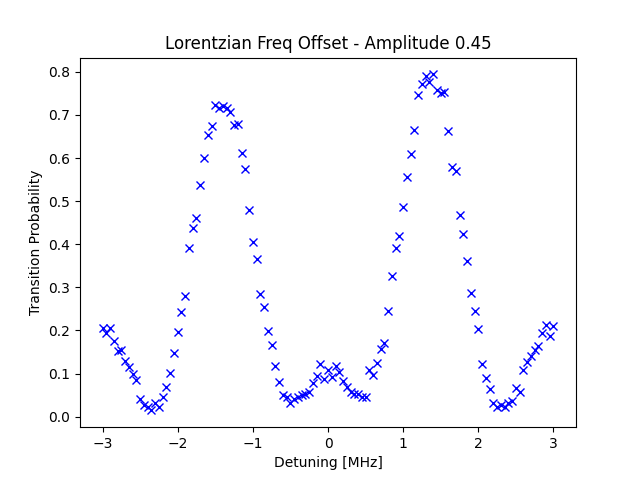 Lorentzian Freq Offset - Amplitude 0.45
Transition Probability
0.8
0.7
0.6
0.5
0.4
0.3
0.2
0.1
0.0
−3 −2 −1 0 1 2 3
Detuning [MHz]